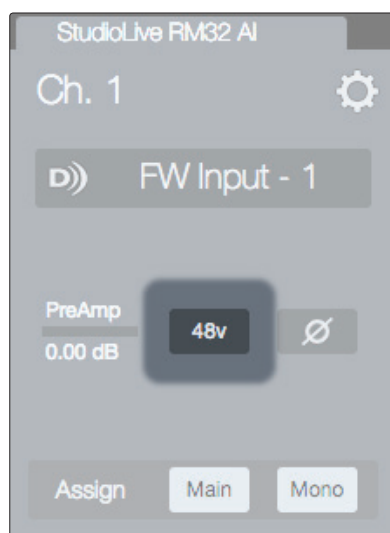 StudioLive RM32 AI
Ch. 1
D)) FW Input - 1
PreAmp
0.00 dB
48v
Ø
Assign Main Mono